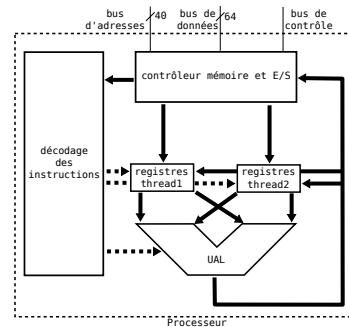 bus
d'adresses
40
bus de
données
64
bus de
contrôle
contrôleur mémoire et E/S
décodage
des
instructions
registres
thread1
registres
thread2
UAL
Processeur